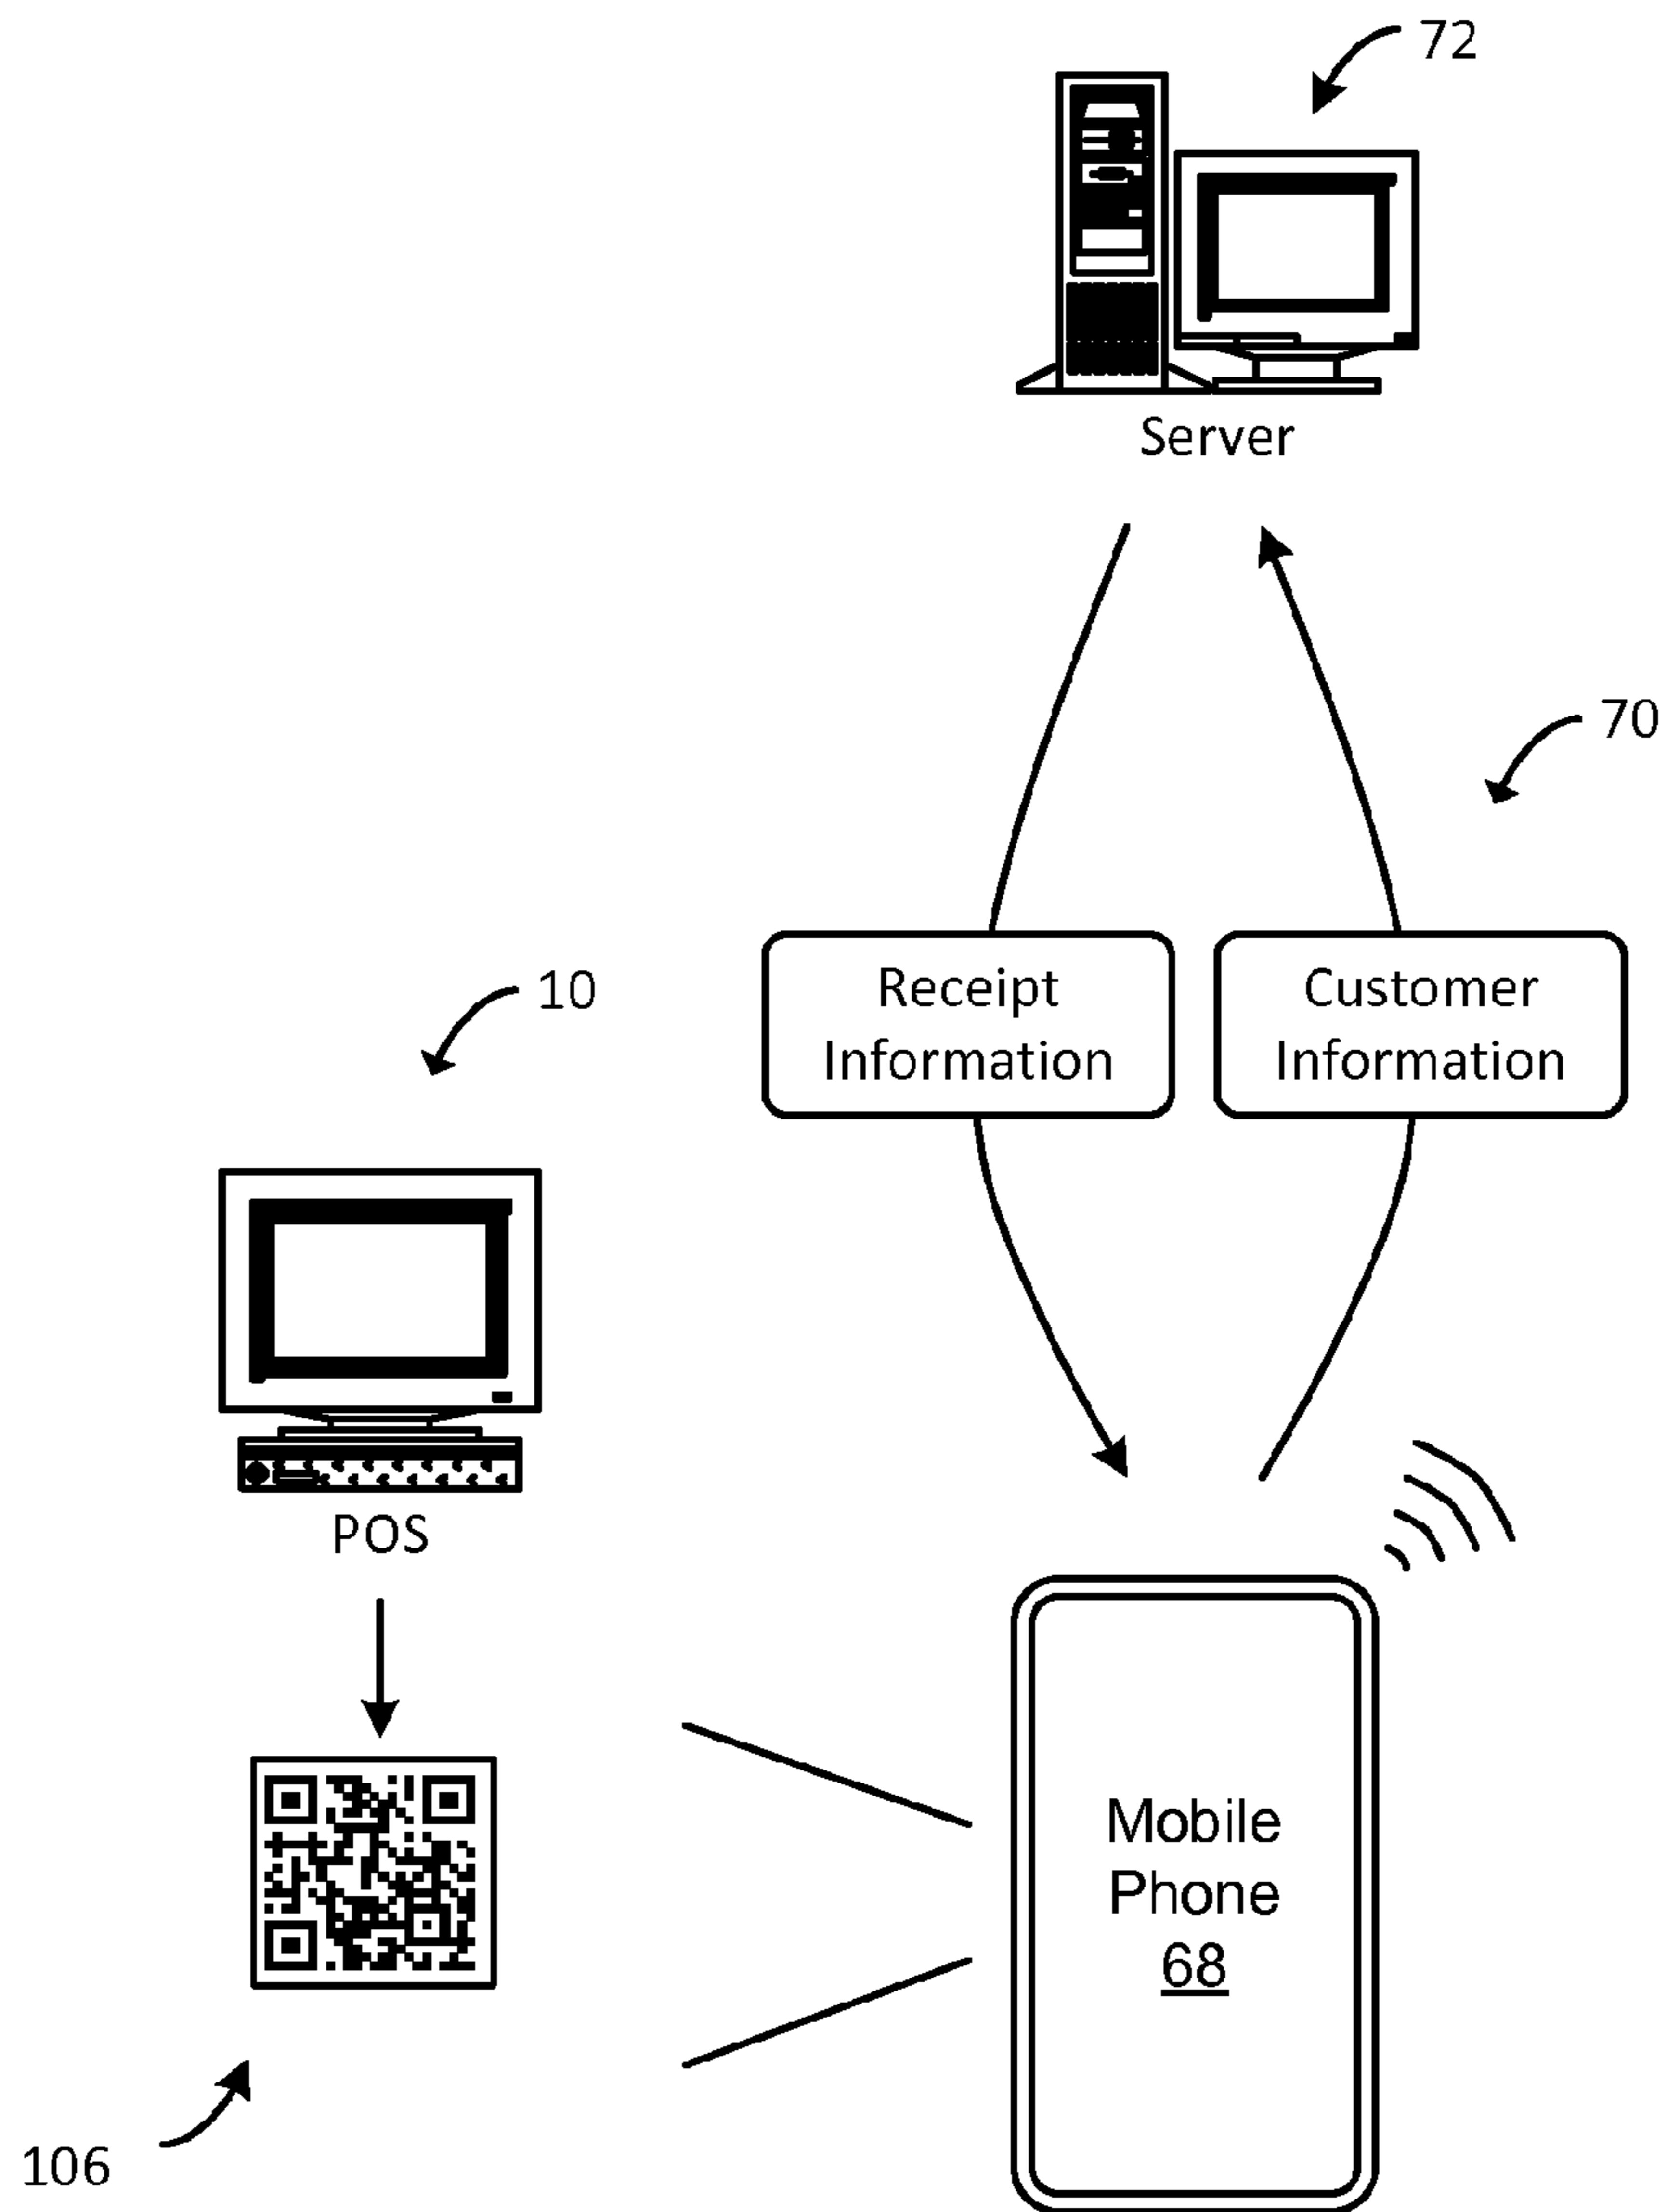 72
Server
70
Receipt
Information
Customer
Information
10
POS
Mobile
Phone
68
106